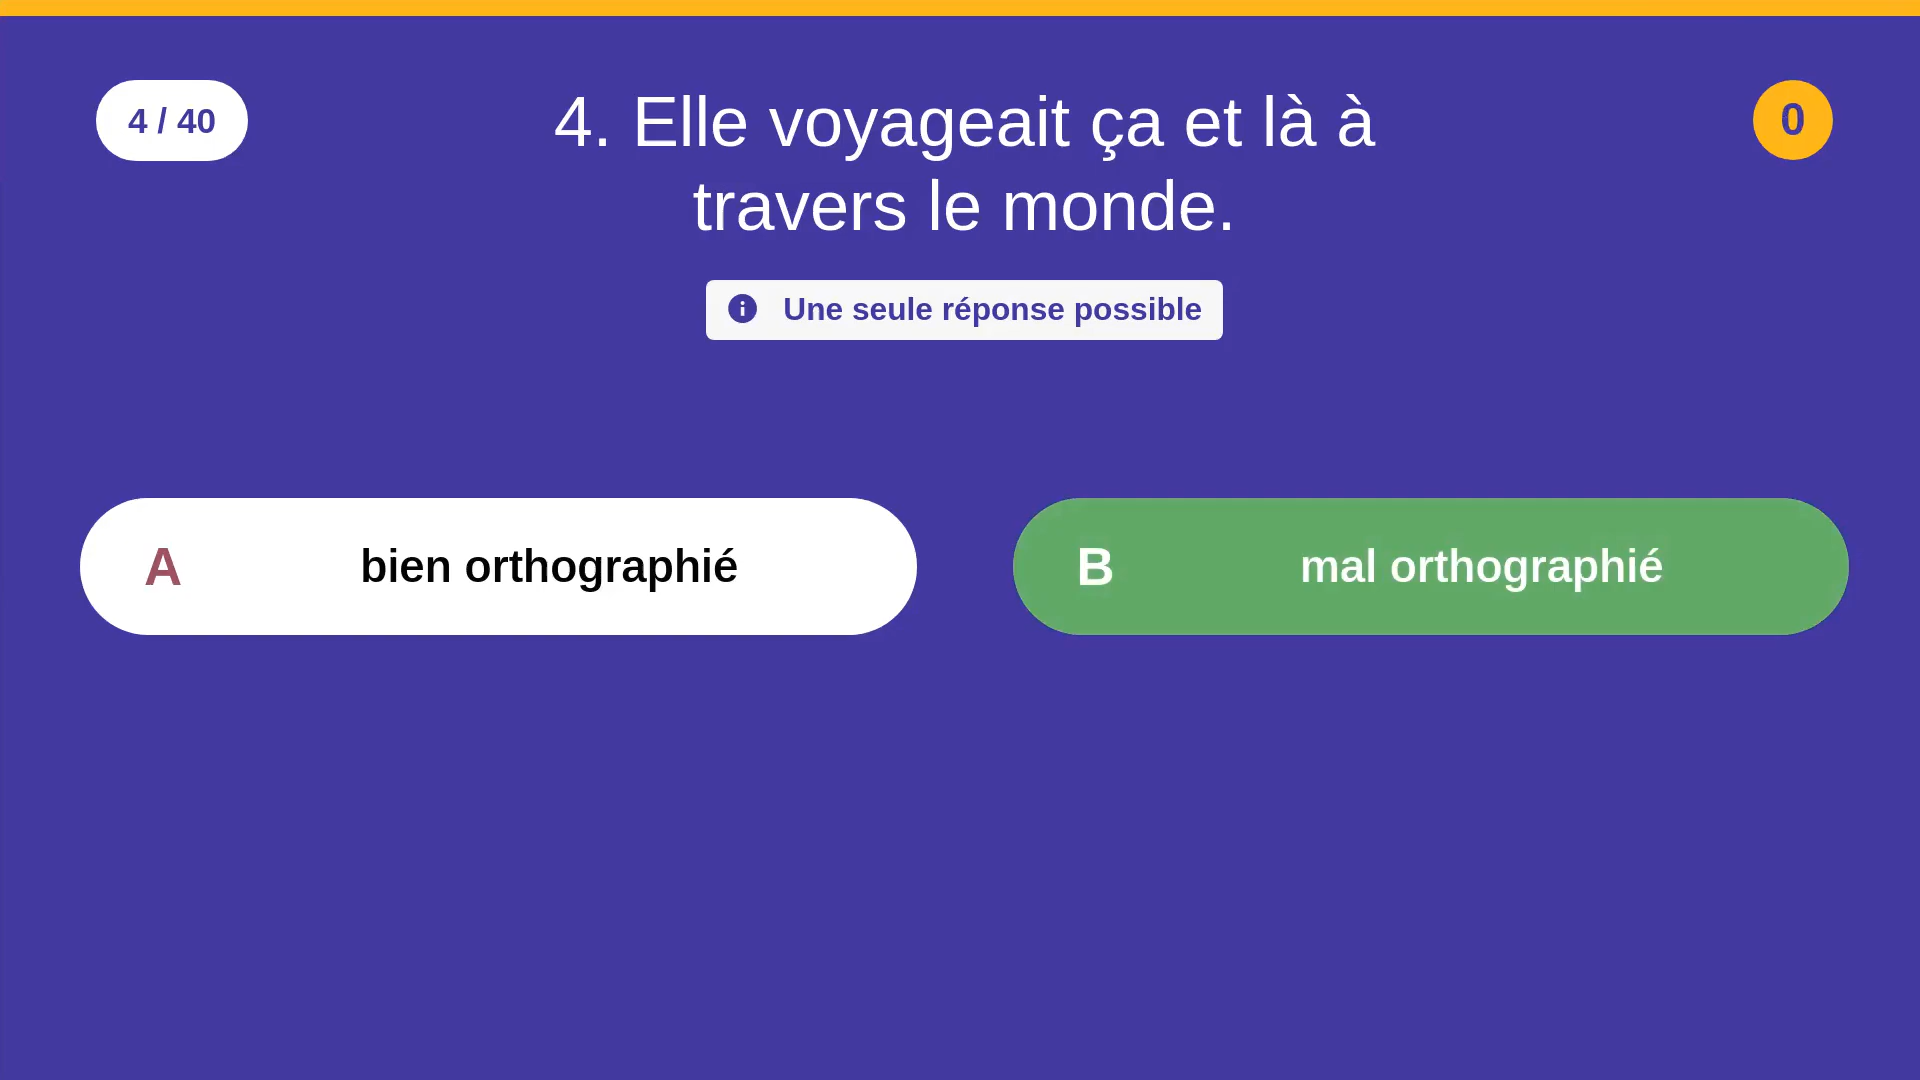 4 / 40
4. Elle voyageait ça et là à
travers le monde.
0
Une seule réponse possible
A bien orthographié
B mal orthographié